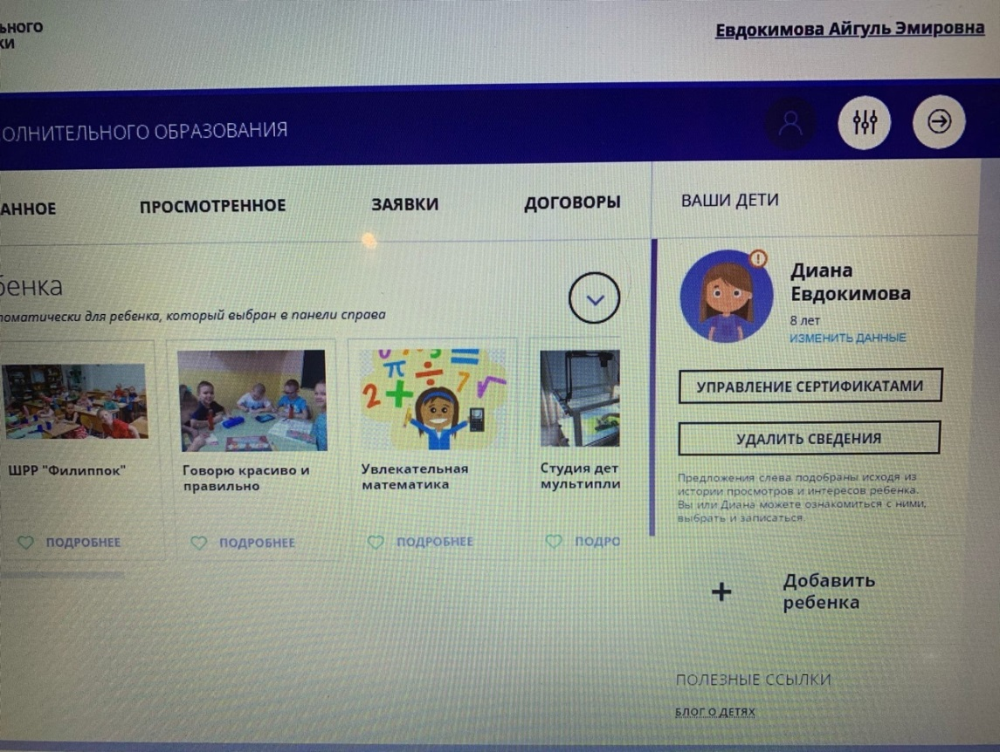 ЬНОГО
КИ
Евдокимова Айгуль Эмировна
ОЛНИТЕЛЬНОГО ОБРАЗОВАНИЯ
АННОЕ
ПРОСМОТРЕННОЕ
ЗАЯВКИ
ДОГОВОРЫ
ВАШИ ДЕТИ
бенка
томатически для ребенка, который выбран в панели справа
Диана
Евдокимова
8 лет
ИЗМЕНИТЬ ДАННЫЕ
УПРАВЛЕНИЕ СЕРТИФИКАТАМИ
УДАЛИТЬ СВЕДЕНИЯ
Предложения слева подобраны исходя из
истории просмотров и интересов ребенка.
Вы или Диана можете ознакомиться с ними,
выбрать и записаться.
ШРР "Филиппок"
Говорю красиво и
правильно
Увлекательная
математика
Студия дет
мультипли
ПОДРОБНЕЕ
ПОДРОБНЕЕ
ПОДРОБНЕЕ
ПОДРО
+ Добавить
ребенка
ПОЛЕЗНЫЕ ССЫЛКИ
БЛОГ О ДЕТЯХ